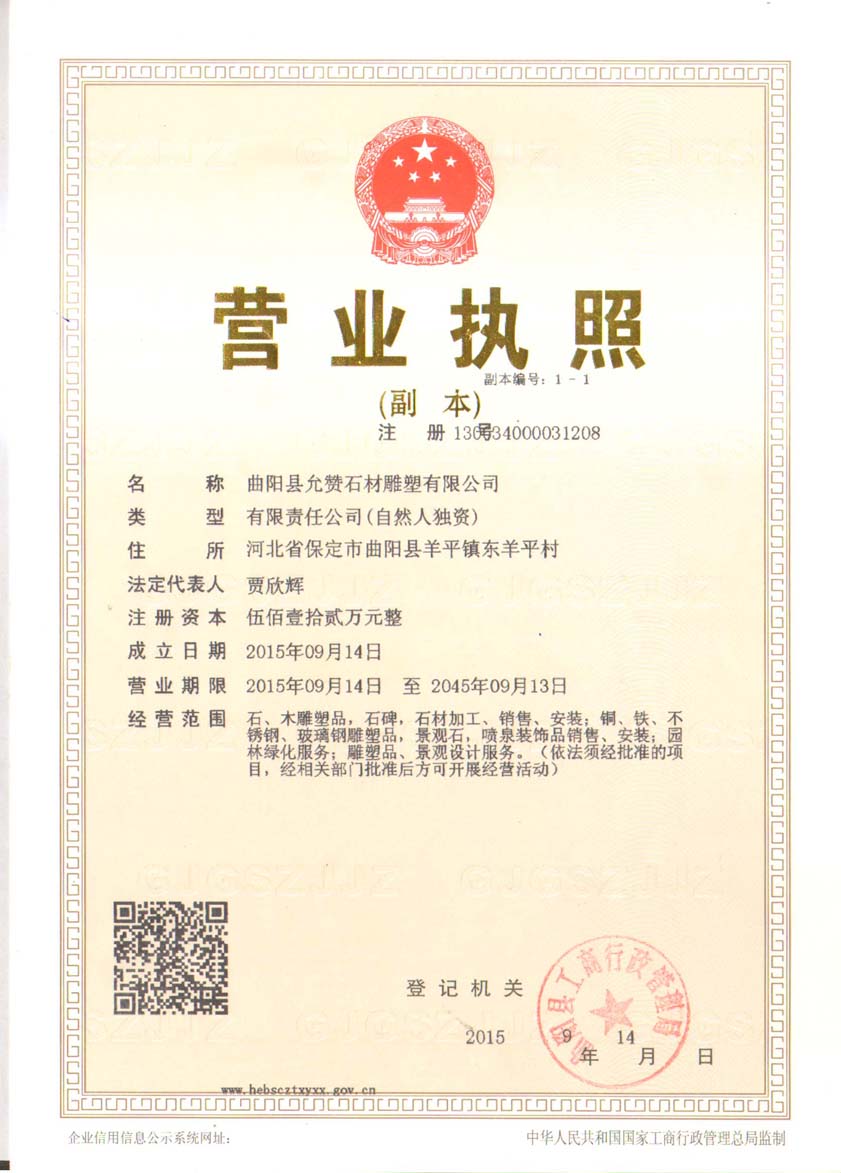 营业执照
副本编号：1-1
(副 本)
注 册 号 130634000031208
名 称 曲阳县允赞石材雕塑有限公司
类 型 有限责任公司(自然人独资)
住 所 河北省保定市曲阳县羊平镇东羊平村
法定代表人 贾欣辉
注册资本 伍佰壹拾贰万元整
成立日期 2015年09月14日
营业期限 2015年09月14日 至 2045年09月13日
经营范围 石、木雕塑品，石碑，石材加工、销售、安装；铜、铁、不
锈钢、玻璃钢雕塑品，景观石，喷泉装饰品销售、安装；园
林绿化服务；雕塑品、景观设计服务。（依法须经批准的项
目，经相关部门批准后方可开展经营活动）
曲阳县工商行政管理局
登记机关
2015 年 9 月 14 日
www.hebscztxyxx.gov.cn
企业信用信息公示系统网址：
中华人民共和国国家工商行政管理总局监制